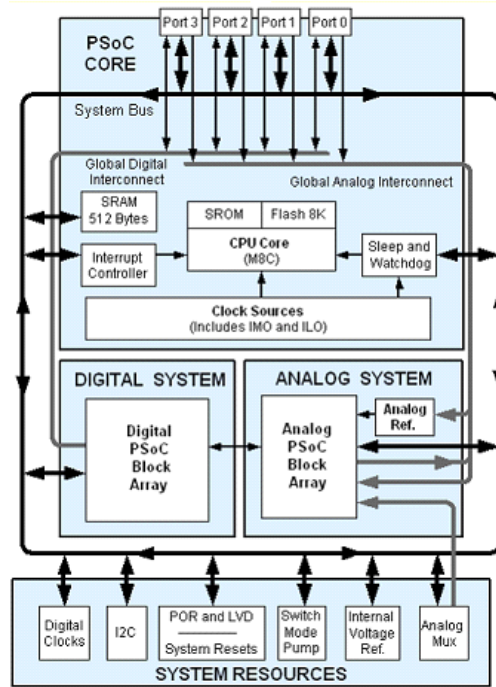 Port 3 Port 2 Port 1 Port 0
PSoC
CORE
System Bus
Global Digital
Interconnect
Global Analog Interconnect
SRAM
512 Bytes
SROM Flash 8K
CPU Core
(M8C)
Interrupt
Controller
Sleep and
Watchdog
Clock Sources
(Includes IMO and ILO)
DIGITAL SYSTEM
Digital
PSoC
Block
Array
ANALOG SYSTEM
Analog
Ref.
Analog
PSoC
Block
Array
Digital
Clocks
I2C
POR and LVD
System Resets
Switch
Mode
Pump
Internal
Voltage
Ref.
Analog
Mux
SYSTEM RESOURCES